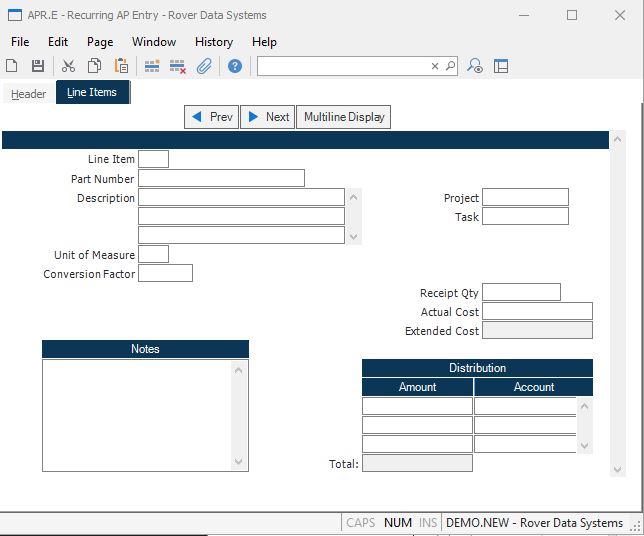 APR.E - Recurring AP Entry - Rover Data Systems
File Edit Page Window History Help
Header Line Items
Prev Next Multiline Display
Line Item
Part Number
Description Project
Task
Unit of Measure
Conversion Factor
Receipt Qty
Actual Cost
Extended Cost
Notes
Distribution
Amount Account
Total:
CAPS NUM INS DEMO.NEW - Rover Data Systems